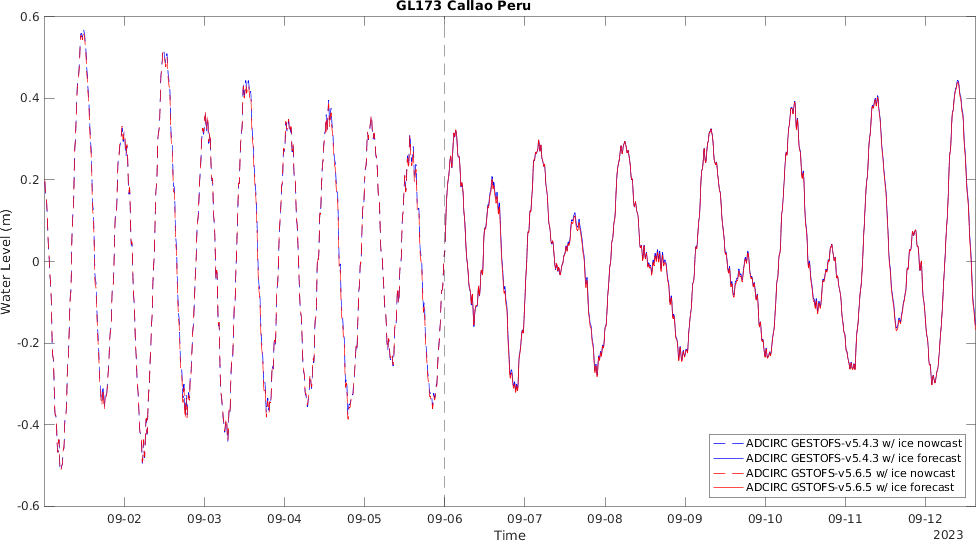 GL173 Callao Peru
Water Level (m)
0.6
0.4
0.2
0
-0.2
-0.4
-0.6
09-02 09-03 09-04 09-05 09-06 09-07 09-08 09-09 09-10 09-11 09-12
Time
2023
ADCIRC GESTOFS-v5.4.3 w/ ice nowcast
ADCIRC GESTOFS-v5.4.3 w/ ice forecast
ADCIRC GSTOFS-v5.6.5 w/ ice nowcast
ADCIRC GSTOFS-v5.6.5 w/ ice forecast